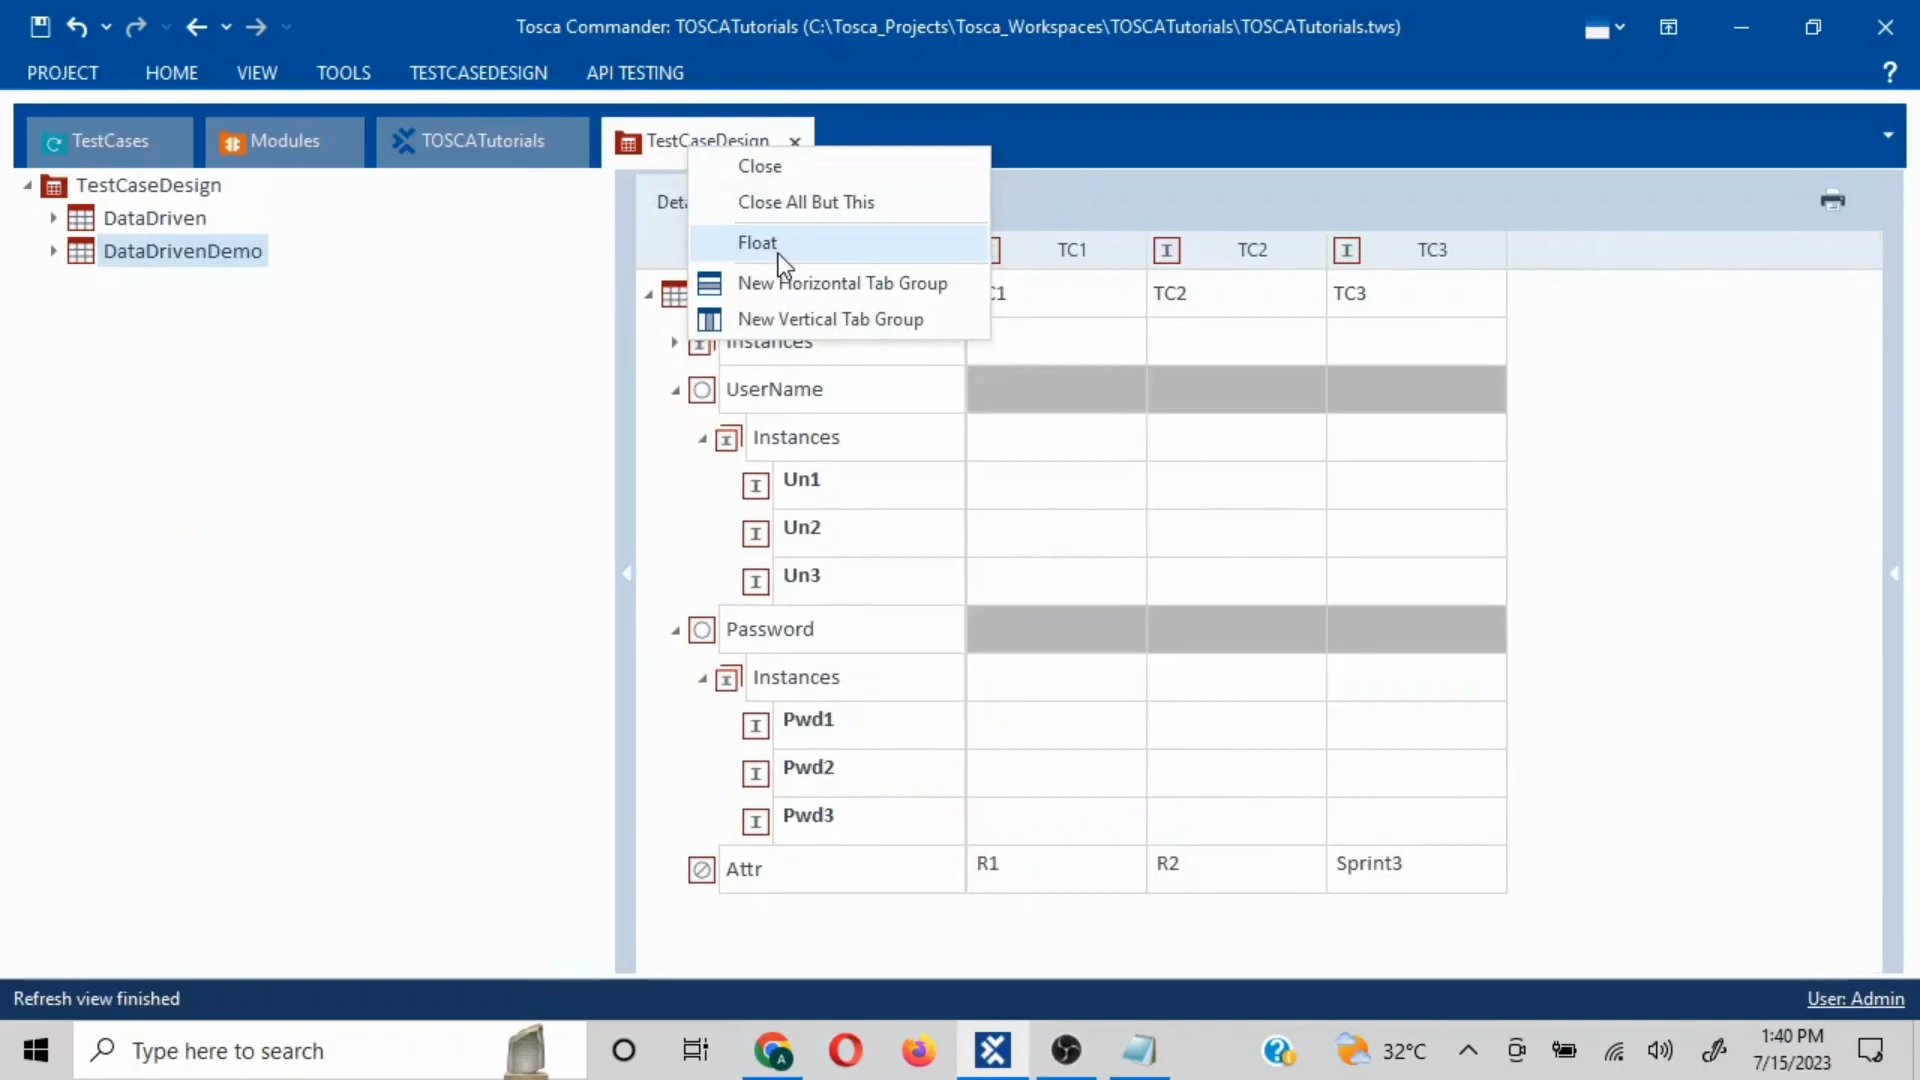 Tosca Commander: TOSCATutorials (C:\Tosca_Projects\Tosca_Workspaces\TOSCATutorials\TOSCATutorials.tws)
PROJECT HOME VIEW TOOLS TESTCASEDESIGN API TESTING ?
TestCases Modules TOSCATutorials TestCaseDesign
TestCaseDesign
DataDriven
DataDrivenDemo
Close
Close All But This
Float
New Horizontal Tab Group
New Vertical Tab Group
Deta
TC1 TC2 TC3
TC2 TC3
Instances
UserName
Instances
Un1
Un2
Un3
Password
Instances
Pwd1
Pwd2
Pwd3
Attr R1 R2 Sprint3
Refresh view finished
User: Admin
Type here to search
32°C
1:40 PM
7/15/2023